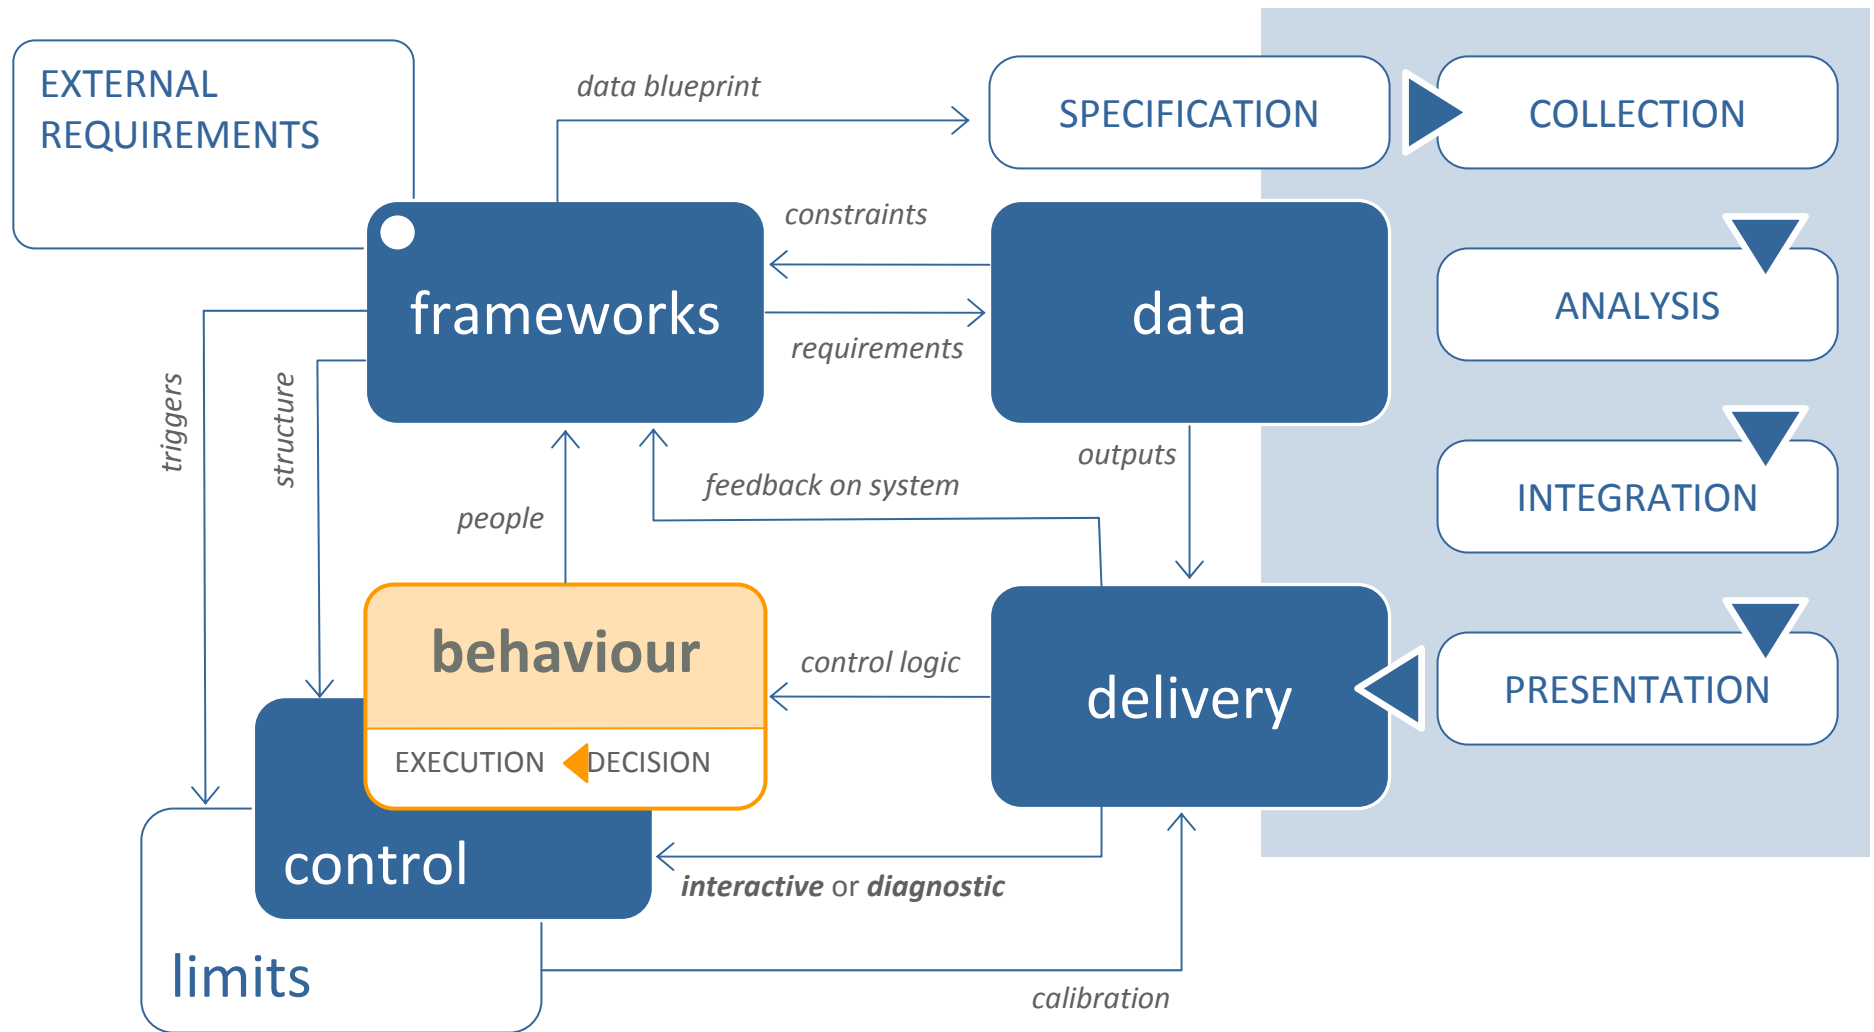 EXTERNAL
REQUIREMENTS
data blueprint
SPECIFICATION
COLLECTION
constraints
frameworks
data
requirements
ANALYSIS
triggers
structure
outputs
feedback on system
people
INTEGRATION
behaviour
control logic
delivery
PRESENTATION
EXECUTION
DECISION
control
interactive or diagnostic
limits
calibration